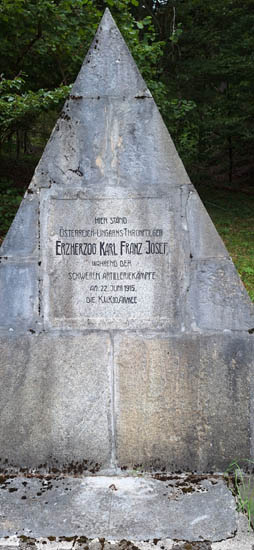 HIER STAND
ÖSTERREICH-UNGARNS THRONFOLGER
ERZHERZOG KARL FRANZ JOSEF,
WÄHREND DER
SCHWEREN ARTILLERIEKÄMPFE
AM 22. JUNI 1915,
DIE K.U.K.IO.ARMEE